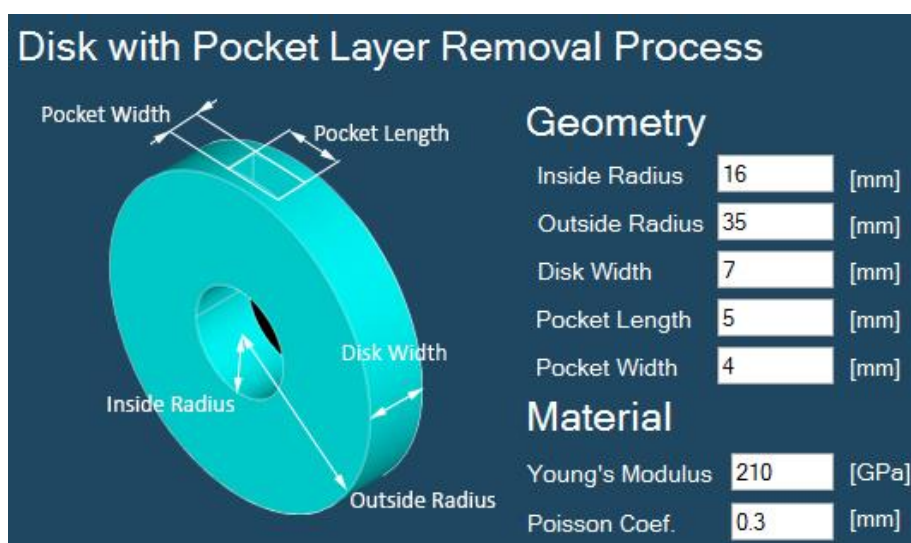 Disk with Pocket Layer Removal Process
Pocket Width
Pocket Length
Disk Width
Inside Radius
Outside Radius
Geometry
Inside Radius 16 [mm]
Outside Radius 35 [mm]
Disk Width 7 [mm]
Pocket Length 5 [mm]
Pocket Width 4 [mm]
Material
Young's Modulus 210 [GPa]
Poisson Coef. 0.3 [mm]